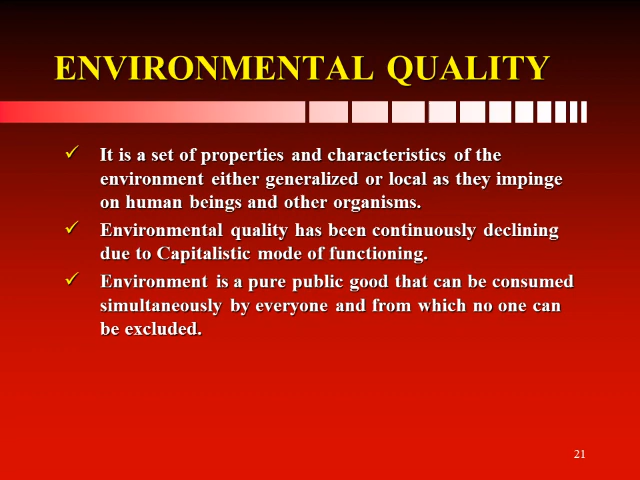 ENVIRONMENTAL QUALITY
✓ It is a set of properties and characteristics of the
environment either generalized or local as they impinge
on human beings and other organisms.
✓ Environmental quality has been continuously declining
due to Capitalistic mode of functioning.
✓ Environment is a pure public good that can be consumed
simultaneously by everyone and from which no one can
be excluded.
21